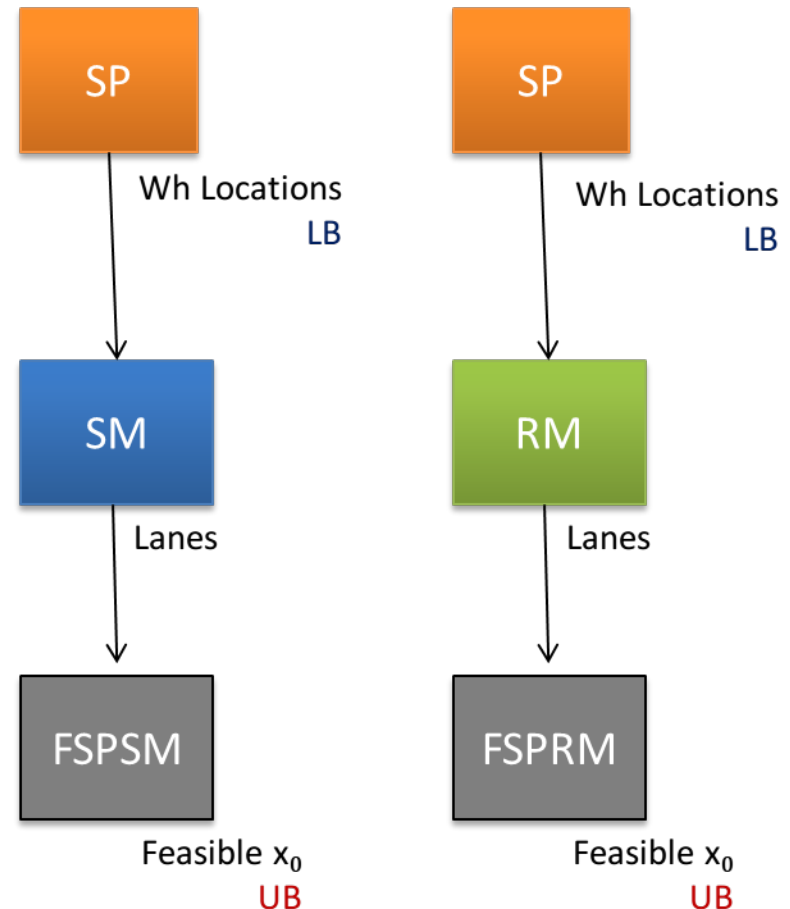 SP
Wh Locations
LB
SM
Lanes
FSPSM
Feasible x₀
UB
SP
Wh Locations
LB
RM
Lanes
FSPRM
Feasible x₀
UB